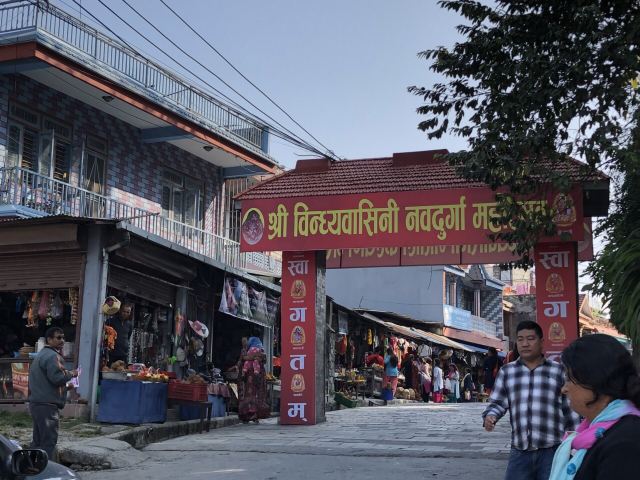 श्री विन्ध्यवासिनी नवदुर्गा
स्वा
ग
त
म्
स्वा
ग